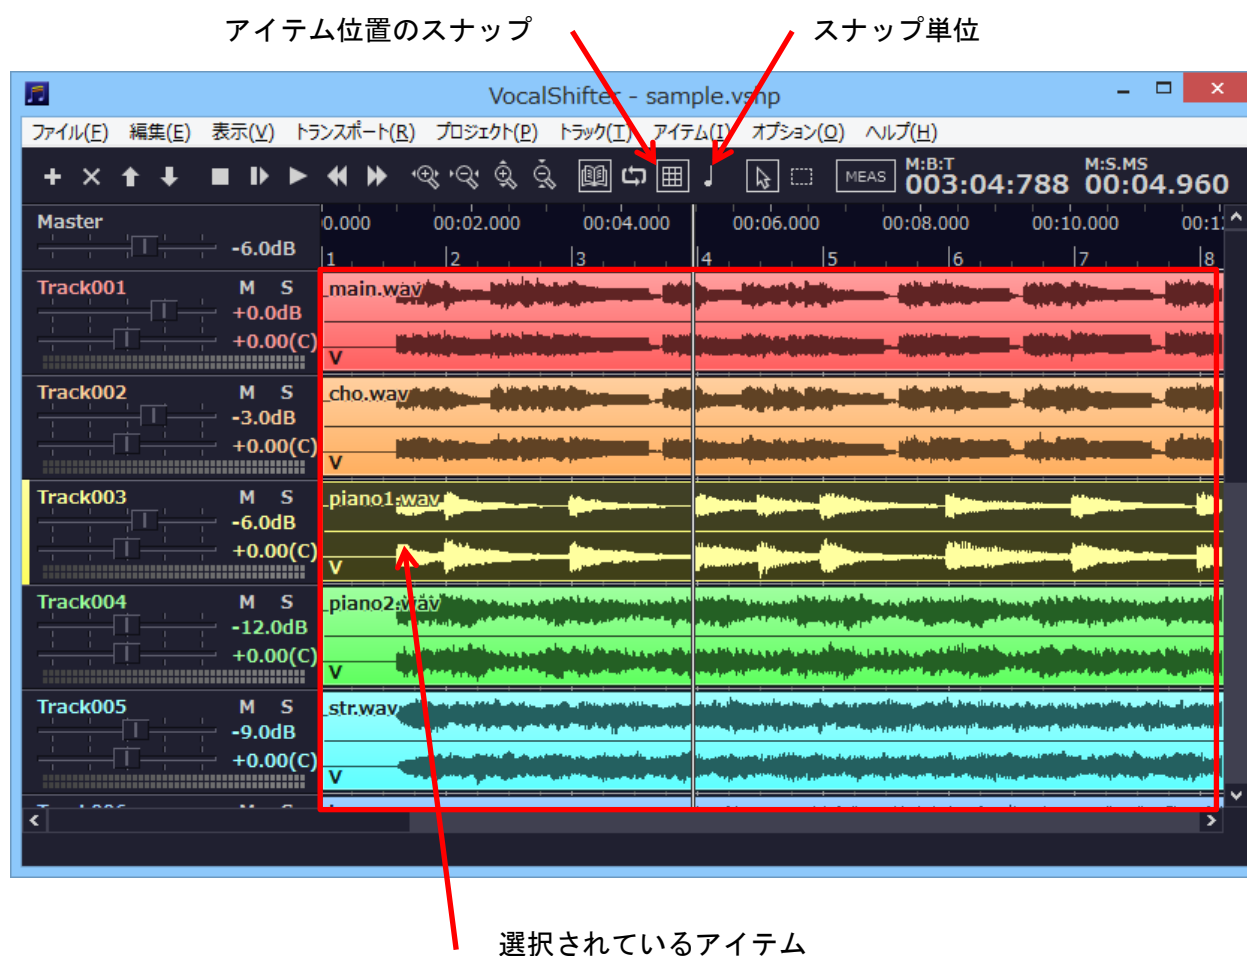 アイテム位置のスナップ
スナップ単位
VocalShifter - sample.vshp
ファイル(F) 編集(E) 表示(V) トランスポート(R) プロジェクト(P) トラック(T) アイテム(I) オプション(O) ヘルプ(H)
MEAS
M:B:T
003:04:788
M:S.MS
00:04.960
Master
-6.0dB
0.000 00:02.000 00:04.000 00:06.000 00:08.000 00:10.000 00:1
1 2 3 4 5 6 7 8
Track001 M S
+0.0dB
+0.00(C)
_main.wav
V
Track002 M S
-3.0dB
+0.00(C)
_cho.wav
V
Track003 M S
-6.0dB
+0.00(C)
_piano1.wav
V
Track004 M S
-12.0dB
+0.00(C)
_piano2.wav
V
Track005 M S
-9.0dB
+0.00(C)
_str.wav
V
選択されているアイテム